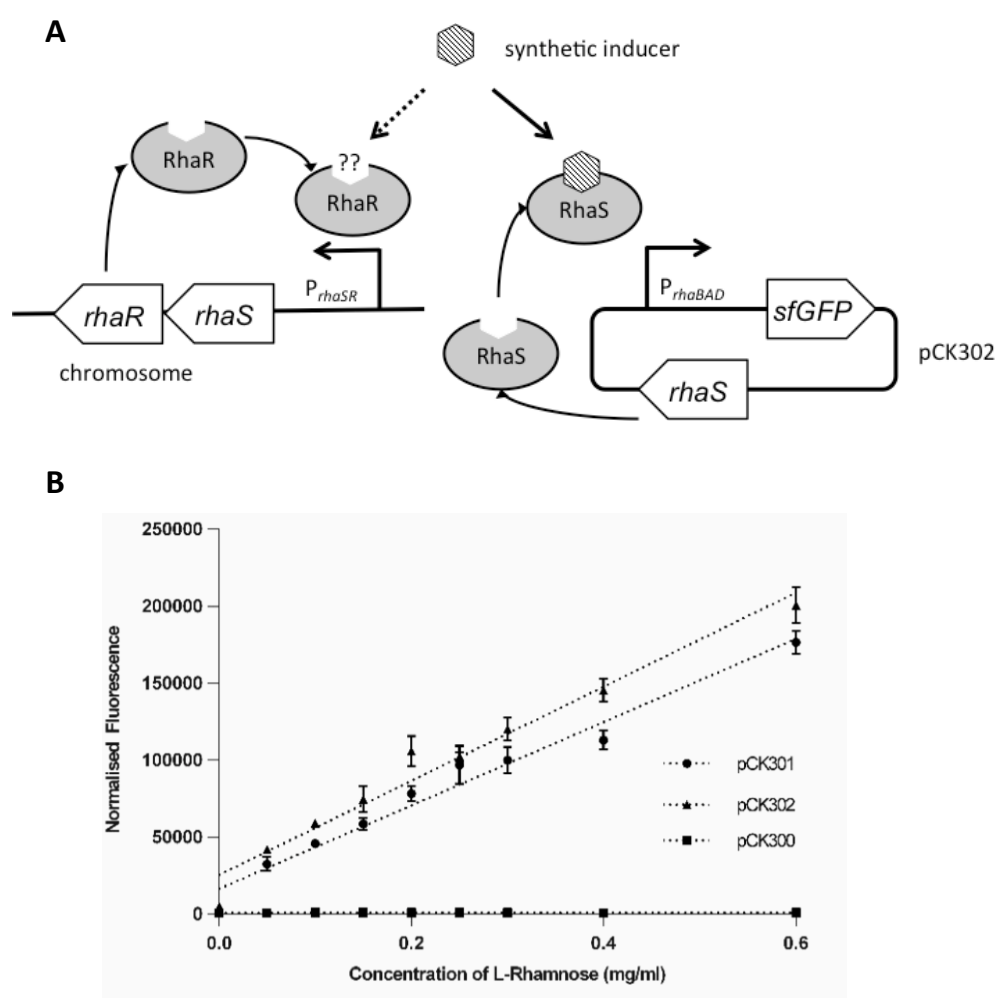 A
synthetic inducer
RhaR
??
RhaR
RhaS
PrhaSR
PrhaBAD
rhaR
rhaS
sfGFP
RhaS
pCK302
chromosome
rhaS
B
250000
200000
150000
100000
50000
0
Normalised Fluorescence
pCK301
pCK302
pCK300
0.0 0.2 0.4 0.6
Concentration of L-Rhamnose (mg/ml)